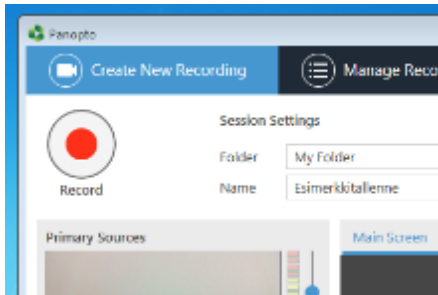 Panopto
Create New Recording
Manage Reco
Session Settings
Folder My Folder
Name Esimerkkitallenne
Record
Primary Sources
Main Screen